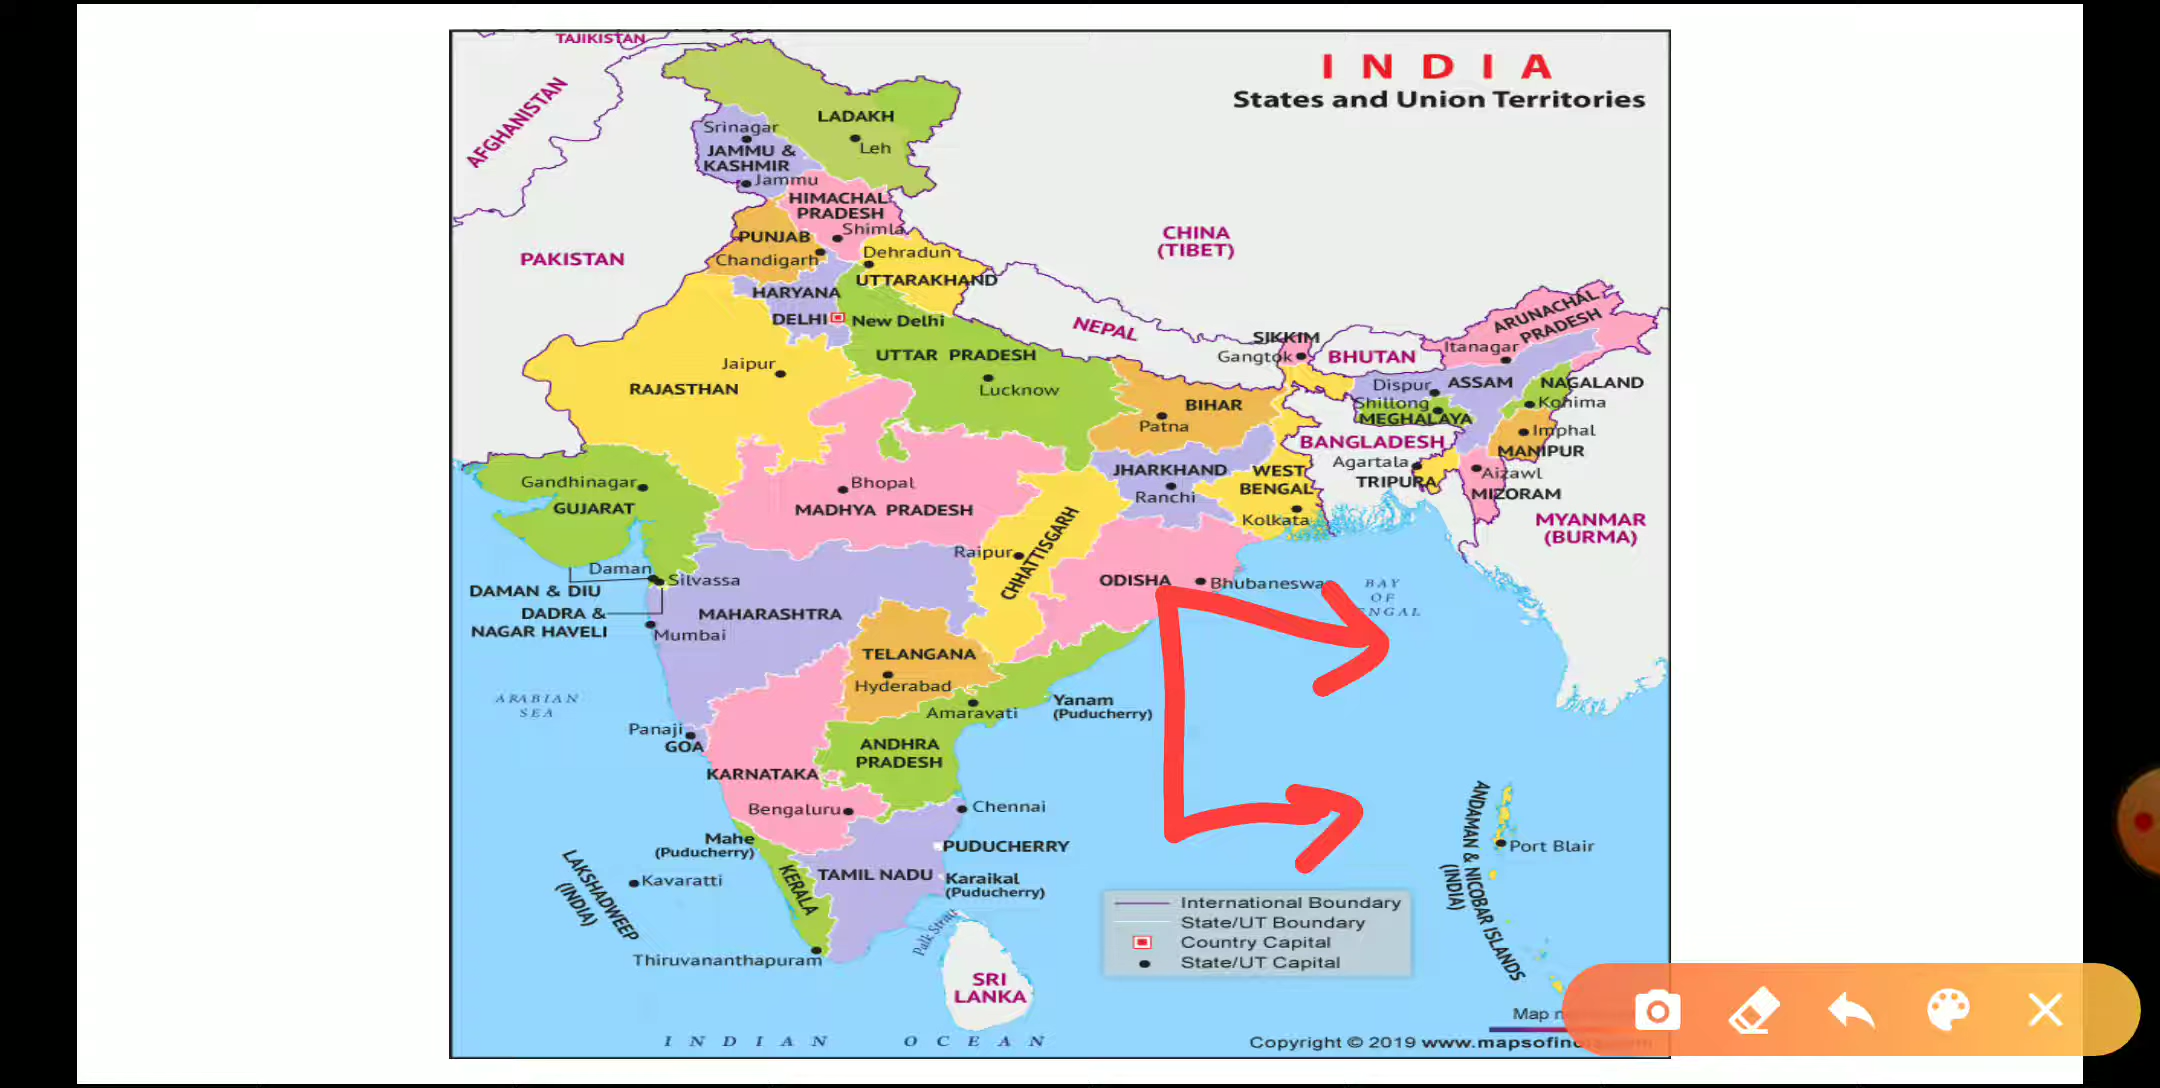 TAJIKISTAN
INDIA
States and Union Territories
AFGHANISTAN
LADAKH
Leh
Srinagar
JAMMU &
KASHMIR
Jammu
HIMACHAL
PRADESH
Shimla
PUNJAB
Chandigarh
Dehradun
UTTARAKHAND
CHINA
(TIBET)
PAKISTAN
HARYANA
DELHI
New Delhi
NEPAL
SIKKIM
Gangtok
BHUTAN
ARUNACHAL
PRADESH
Itanagar
UTTAR PRADESH
Lucknow
Jaipur
RAJASTHAN
BIHAR
Patna
Dispur
ASSAM
NAGALAND
Kohima
Shillong
MEGHALAYA
Imphal
MANIPUR
BANGLADESH
Agartala
TRIPURA
Aizawl
MIZORAM
MYANMAR
(BURMA)
JHARKHAND
Ranchi
WEST
BENGAL
Kolkata
Gandhinagar
GUJARAT
Bhopal
MADHYA PRADESH
Raipur
CHHATTISGARH
ODISHA
BAY
OF
Daman
Silvassa
DAMAN & DIU
DADRA &
NAGAR HAVELI
MAHARASHTRA
Mumbai
TELANGANA
Hyderabad
Amaravati
Yanam
(Puducherry)
ARABIAN
SEA
Panaji
GOA
ANDHRA
PRADESH
KARNATAKA
Bengaluru
Chennai
Mahe
(Puducherry)
PUDUCHERRY
KERALA
TAMIL NADU
Karaikal
(Puducherry)
LAKSHADWEEP
(INDIA)
Kavaratti
Thiruvananthapuram
Palk Strait
SRI
LANKA
ANDAMAN & NICOBAR ISLANDS
(INDIA)
Port Blair
International Boundary
State/UT Boundary
Country Capital
State/UT Capital
INDIAN OCEAN
Map
Copyright © 2019